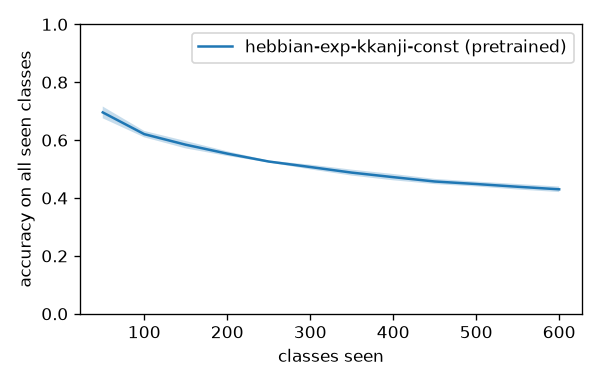 hebbian-exp-kkanji-const (pretrained)
accuracy on all seen classes
1.0
0.8
0.6
0.4
0.2
0.0
100 200 300 400 500 600
classes seen